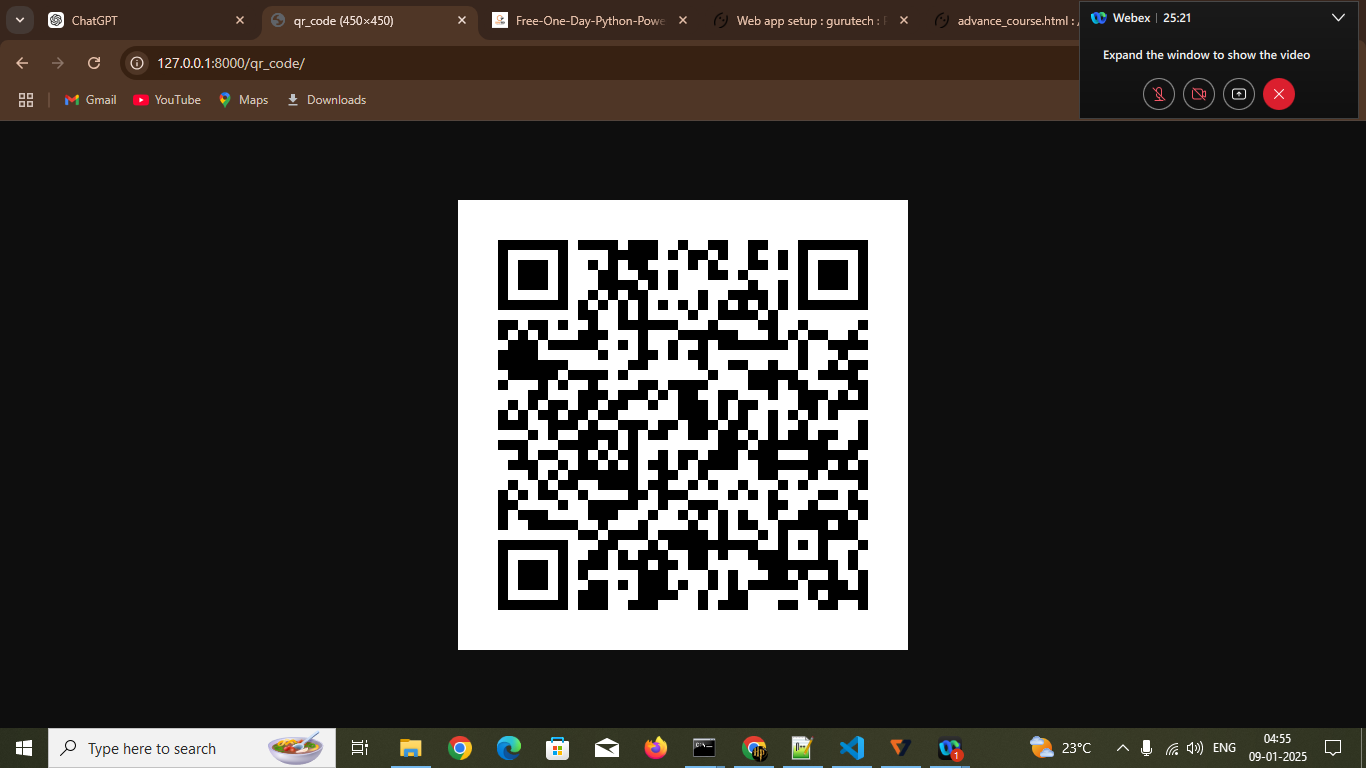 ChatGPT
qr_code (450×450)
Free-One-Day-Python-Powe
Web app setup : gurutech :
advance_course.html :
Webex | 25:21
Expand the window to show the video
127.0.0.1:8000/qr_code/
Gmail
YouTube
Maps
Downloads
Type here to search
1
23°C
ENG
04:55
09-01-2025